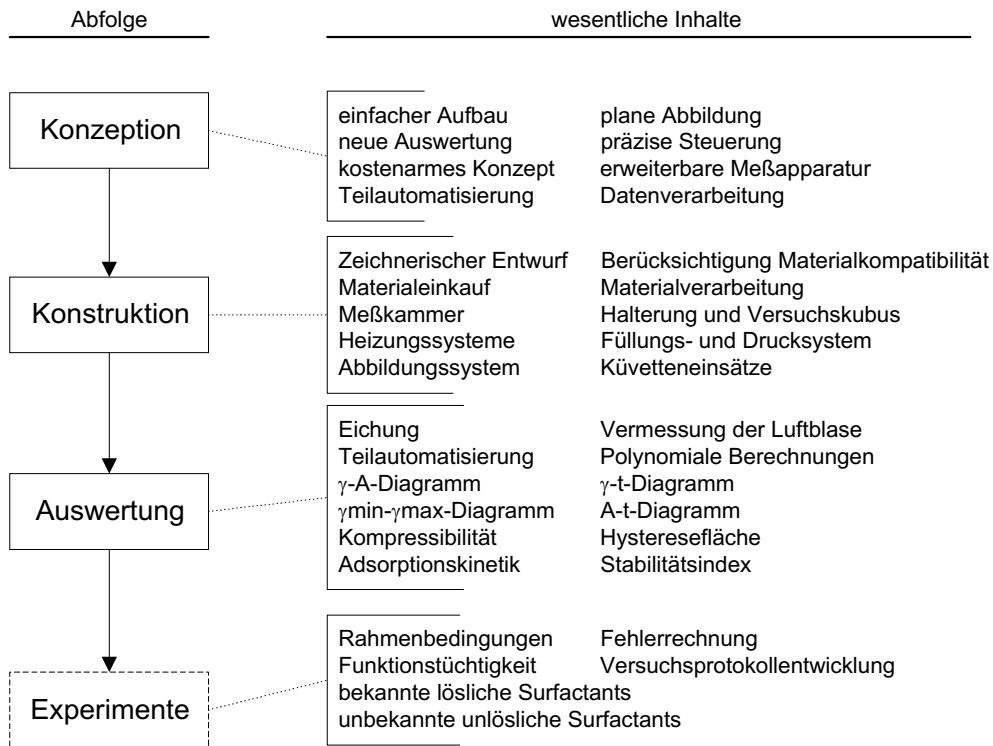 Abfolge
wesentliche Inhalte
Konzeption
einfacher Aufbau plane Abbildung
neue Auswertung präzise Steuerung
kostenarmes Konzept erweiterbare Meßapparatur
Teilautomatisierung Datenverarbeitung
Konstruktion
Zeichnerischer Entwurf Berücksichtigung Materialkompatibilität
Materialeinkauf Materialverarbeitung
Meßkammer Halterung und Versuchskubus
Heizungssysteme Füllungs- und Drucksystem
Abbildungssystem Küvetteneinsätze
Auswertung
Eichung Vermessung der Luftblase
Teilautomatisierung Polynomiale Berechnungen
γ-A-Diagramm γ-t-Diagramm
γmin-γmax-Diagramm A-t-Diagramm
Kompressibilität Hysteresefläche
Adsorptionskinetik Stabilitätsindex
Experimente
Rahmenbedingungen Fehlerrechnung
Funktionstüchtigkeit Versuchsprotokollentwicklung
bekannte lösliche Surfactants
unbekannte unlösliche Surfactants